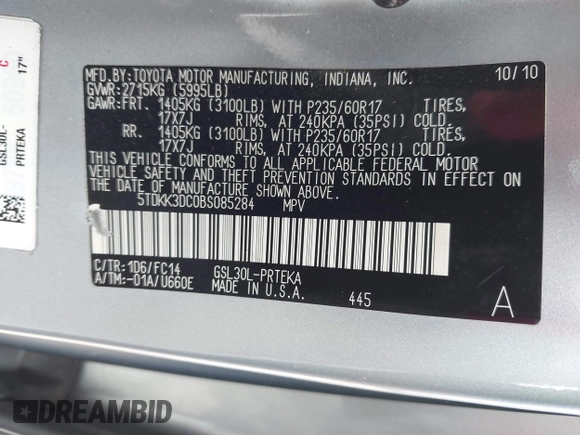 MFD.BY:TOYOTA MOTOR MANUFACTURING, INDIANA, INC. 10/10
GVWR:2715KG (5995LB)
GAWR:FRT. 1405KG (3100LB) WITH P235/60R17 TIRES,
17X7J RIMS, AT 240KPA (35PSI) COLD.
RR. 1405KG (3100LB) WITH P235/60R17 TIRES,
17X7J RIMS, AT 240KPA (35PSI) COLD.
THIS VEHICLE CONFORMS TO ALL APPLICABLE FEDERAL MOTOR
VEHICLE SAFETY AND THEFT PREVENTION STANDARDS IN EFFECT ON
THE DATE OF MANUFACTURE SHOWN ABOVE.
5TDKK3DC0BS085284 MPV
C/TR:1D6/FC14 GSL30L-PRTEKA
A/TM:-01A/U660E MADE IN U.S.A. 445 A
GSL30L-
PRTEKA
17"
C
DREAMBID